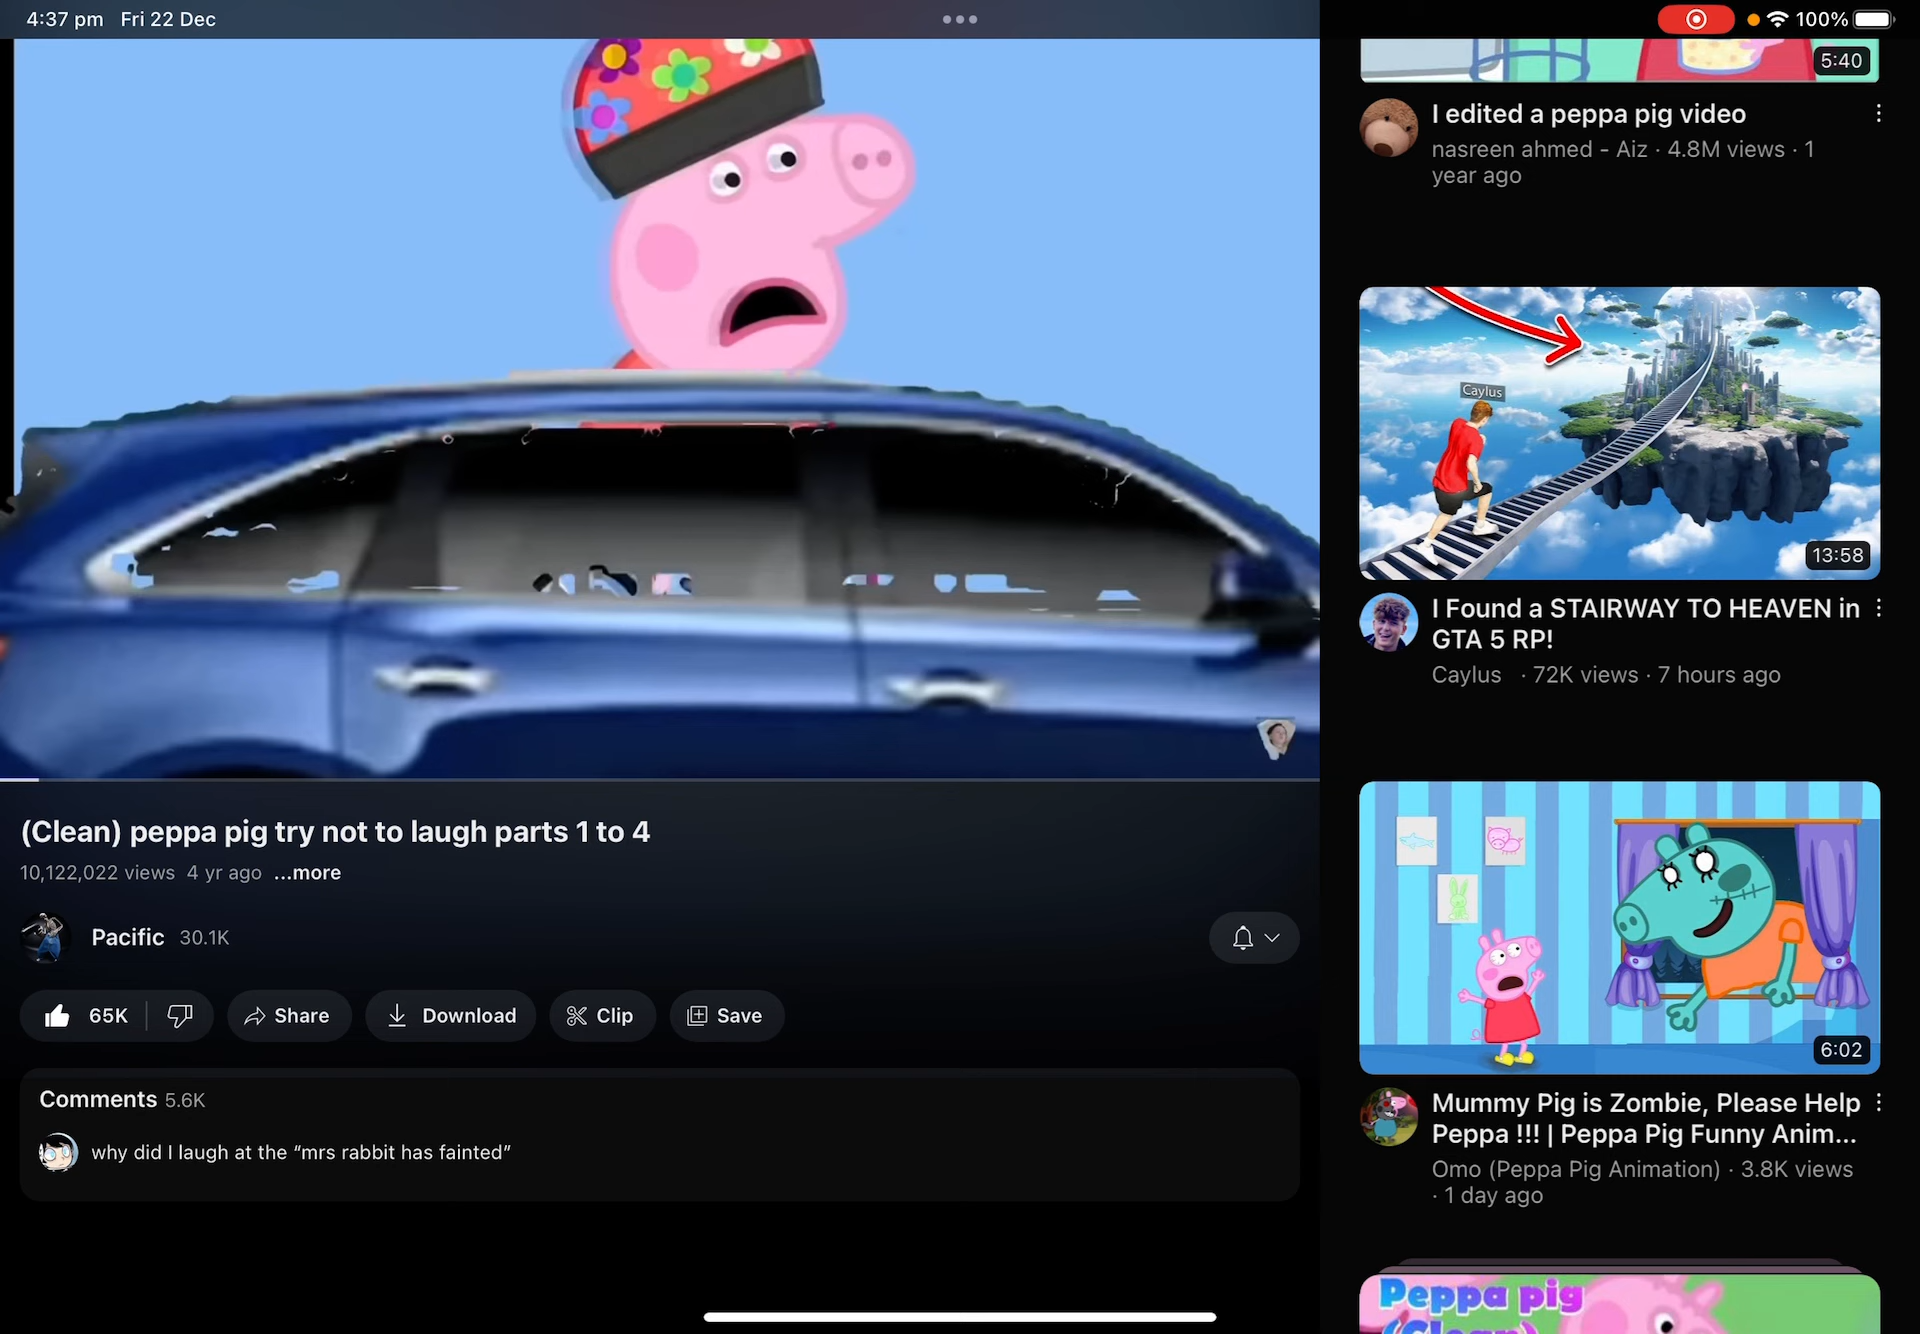 4:37 pm Fri 22 Dec
100%
(Clean) peppa pig try not to laugh parts 1 to 4
10,122,022 views 4 yr ago ...more
Pacific 30.1K
65K Share Download Clip Save
Comments 5.6K
why did I laugh at the “mrs rabbit has fainted”
5:40
I edited a peppa pig video
nasreen ahmed - Aiz · 4.8M views · 1
year ago
Caylus
13:58
I Found a STAIRWAY TO HEAVEN in
GTA 5 RP!
Caylus · 72K views · 7 hours ago
6:02
Mummy Pig is Zombie, Please Help
Peppa !!! | Peppa Pig Funny Anim...
Omo (Peppa Pig Animation) · 3.8K views
· 1 day ago
Peppa pig
(Clean)